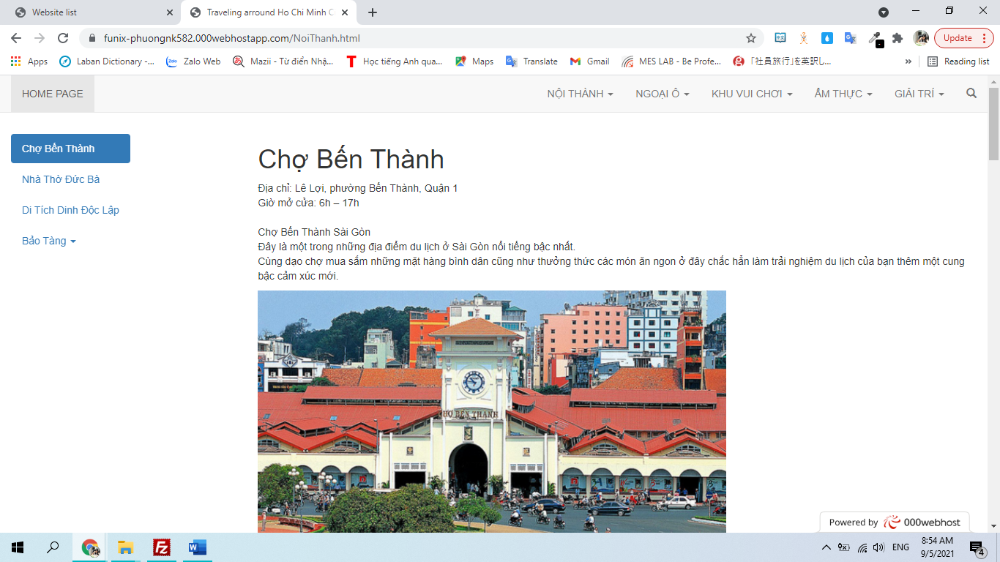 Website list
Traveling arround Ho Chi Minh C
funix-phuongnk582.000webhostapp.com/NoiThanh.html
Update
Apps
Laban Dictionary -...
Zalo Web
Mazii - Từ điển Nhậ...
Học tiếng Anh qua...
Maps
Translate
Gmail
MES LAB - Be Profe...
「社員旅行」を英訳し...
»
Reading list
HOME PAGE
NỘI THÀNH
NGOẠI Ô
KHU VUI CHƠI
ẨM THỰC
GIẢI TRÍ
Chợ Bến Thành
Nhà Thờ Đức Bà
Di Tích Dinh Độc Lập
Bảo Tàng
Chợ Bến Thành
Địa chỉ: Lê Lợi, phường Bến Thành, Quận 1
Giờ mở cửa: 6h – 17h
Chợ Bến Thành Sài Gòn
Đây là một trong những địa điểm du lịch ở Sài Gòn nổi tiếng bậc nhất.
Cùng dạo chợ mua sắm những mặt hàng bình dân cũng như thưởng thức các món ăn ngon ở đây chắc hẳn làm trải nghiệm du lịch của bạn thêm một cung
bậc cảm xúc mới.
CHỢ BẾN THÀNH
Powered by 000webhost
ENG
8:54 AM
9/5/2021
4